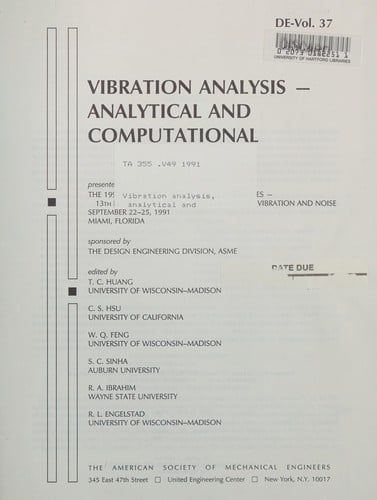 DE-Vol. 37
UNIVERSITY OF HARTFORD LIBRARIES
VIBRATION ANALYSIS —
ANALYTICAL AND
COMPUTATIONAL
TA 355 .V49 1991
presente
THE 199 Vibration analysis, ES —
13TH analytical and VIBRATION AND NOISE
SEPTEMBER 22–25, 1991
MIAMI, FLORIDA
sponsored by
THE DESIGN ENGINEERING DIVISION, ASME
DATE DUE
edited by
T. C. HUANG
UNIVERSITY OF WISCONSIN–MADISON
C. S. HSU
UNIVERSITY OF CALIFORNIA
W. Q. FENG
UNIVERSITY OF WISCONSIN–MADISON
S. C. SINHA
AUBURN UNIVERSITY
R. A. IBRAHIM
WAYNE STATE UNIVERSITY
R. L. ENGELSTAD
UNIVERSITY OF WISCONSIN–MADISON
THE AMERICAN SOCIETY OF MECHANICAL ENGINEERS
345 East 47th Street □ United Engineering Center □ New York, N.Y. 10017